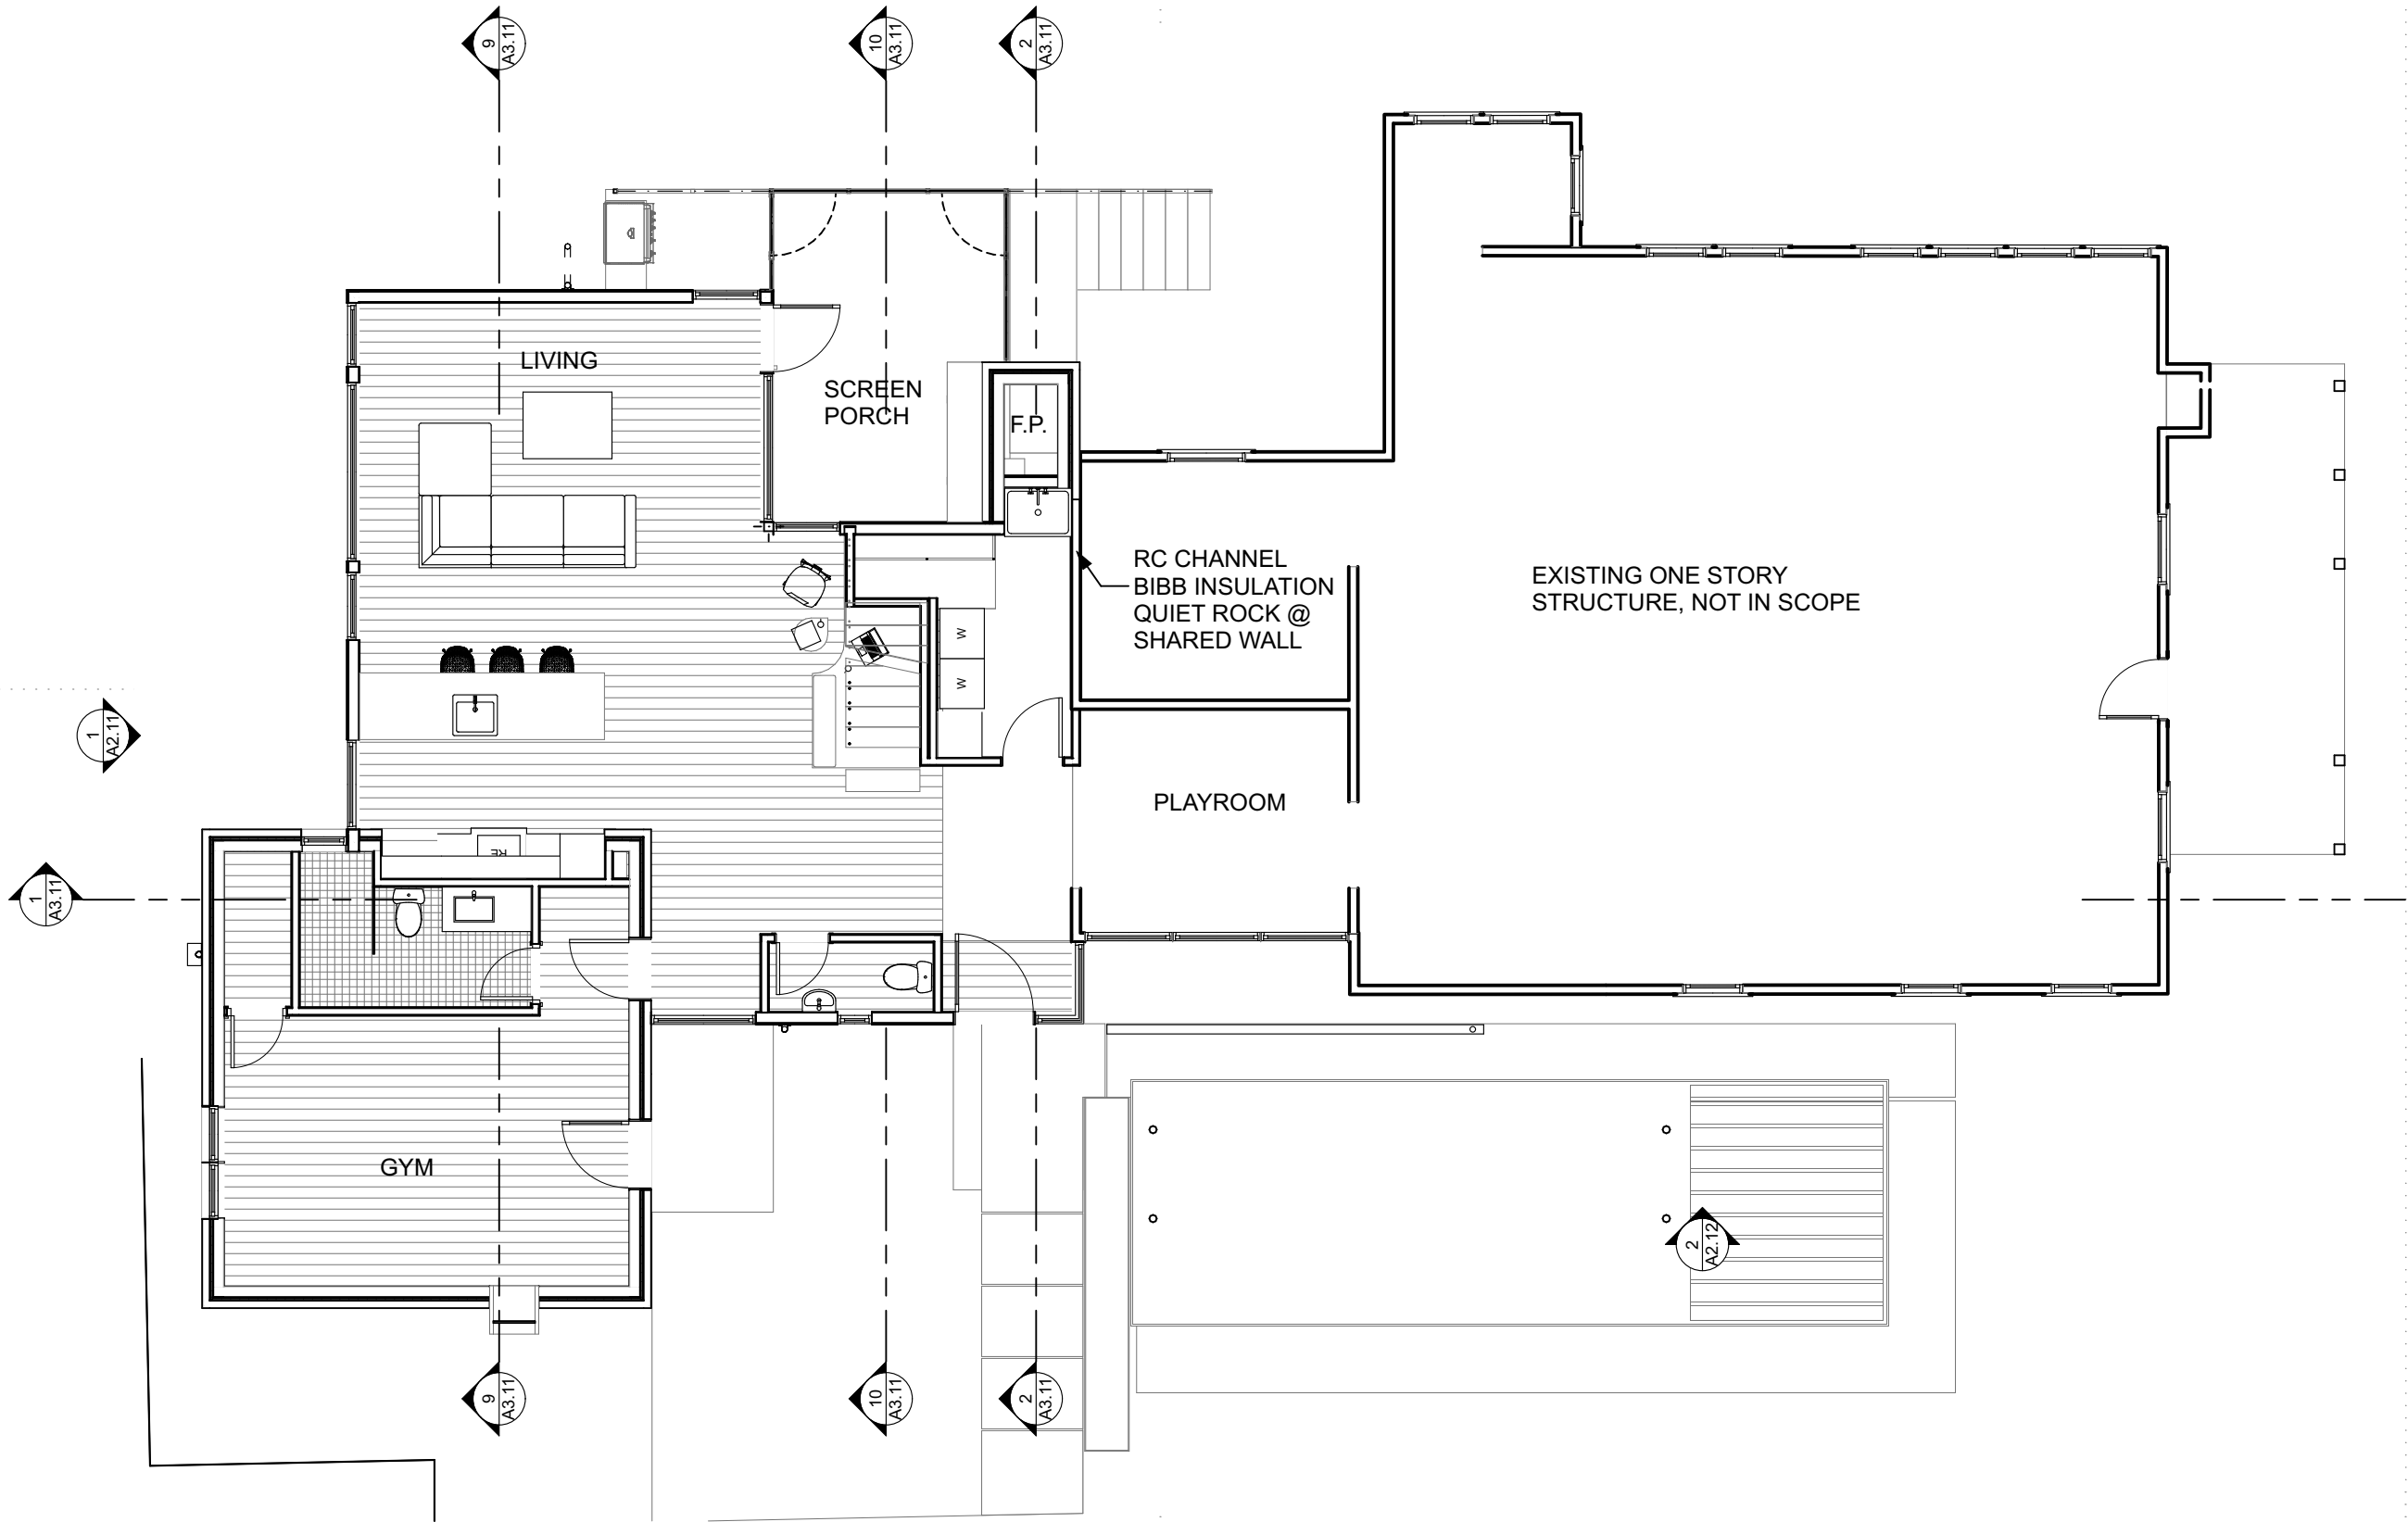 9
A3.11
10
A3.11
2
A3.11
LIVING
SCREEN
PORCH
F.P.
RC CHANNEL
BIBB INSULATION
QUIET ROCK @
SHARED WALL
EXISTING ONE STORY
STRUCTURE, NOT IN SCOPE
W
W
1
A2.11
PLAYROOM
1
A3.11
GYM
2
A2.12
9
A3.11
10
A3.11
2
A3.11